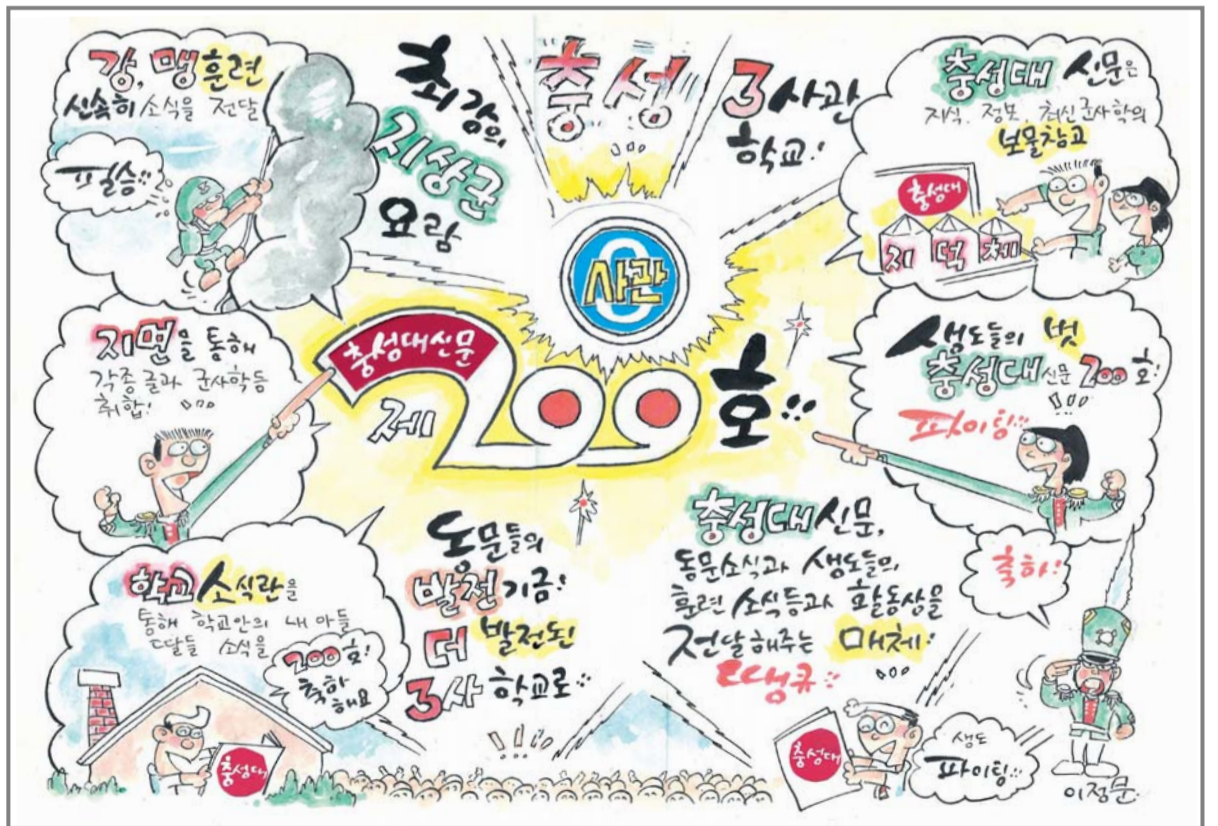 강, 맹훈련
신속히 소식을 전달
필승!!
최강의
지상군
요람
충성
3사관
학교!
충성대 신문은
지식, 정보, 최신군사학의
보물창고
충성대
지 덕 체
사관
지면을 통해
각종글과 군사학등
취합!
충성대신문
제 200 호!!
생도들의 벗
충성대 신문 200호!
파이팅!!
학교 소식란을
통해 학교안의 내 아들
딸들 소식을
200호!
축하
해요
충성대
동문들의
발전기금!
더 발전된
3사 학교로!!
충성대신문,
동문소식과 생도들의
훈련 소식등과 활동상을
전달해주는 매체!
땡큐!!
충성대
생도
파이팅!!
축하!
이정문